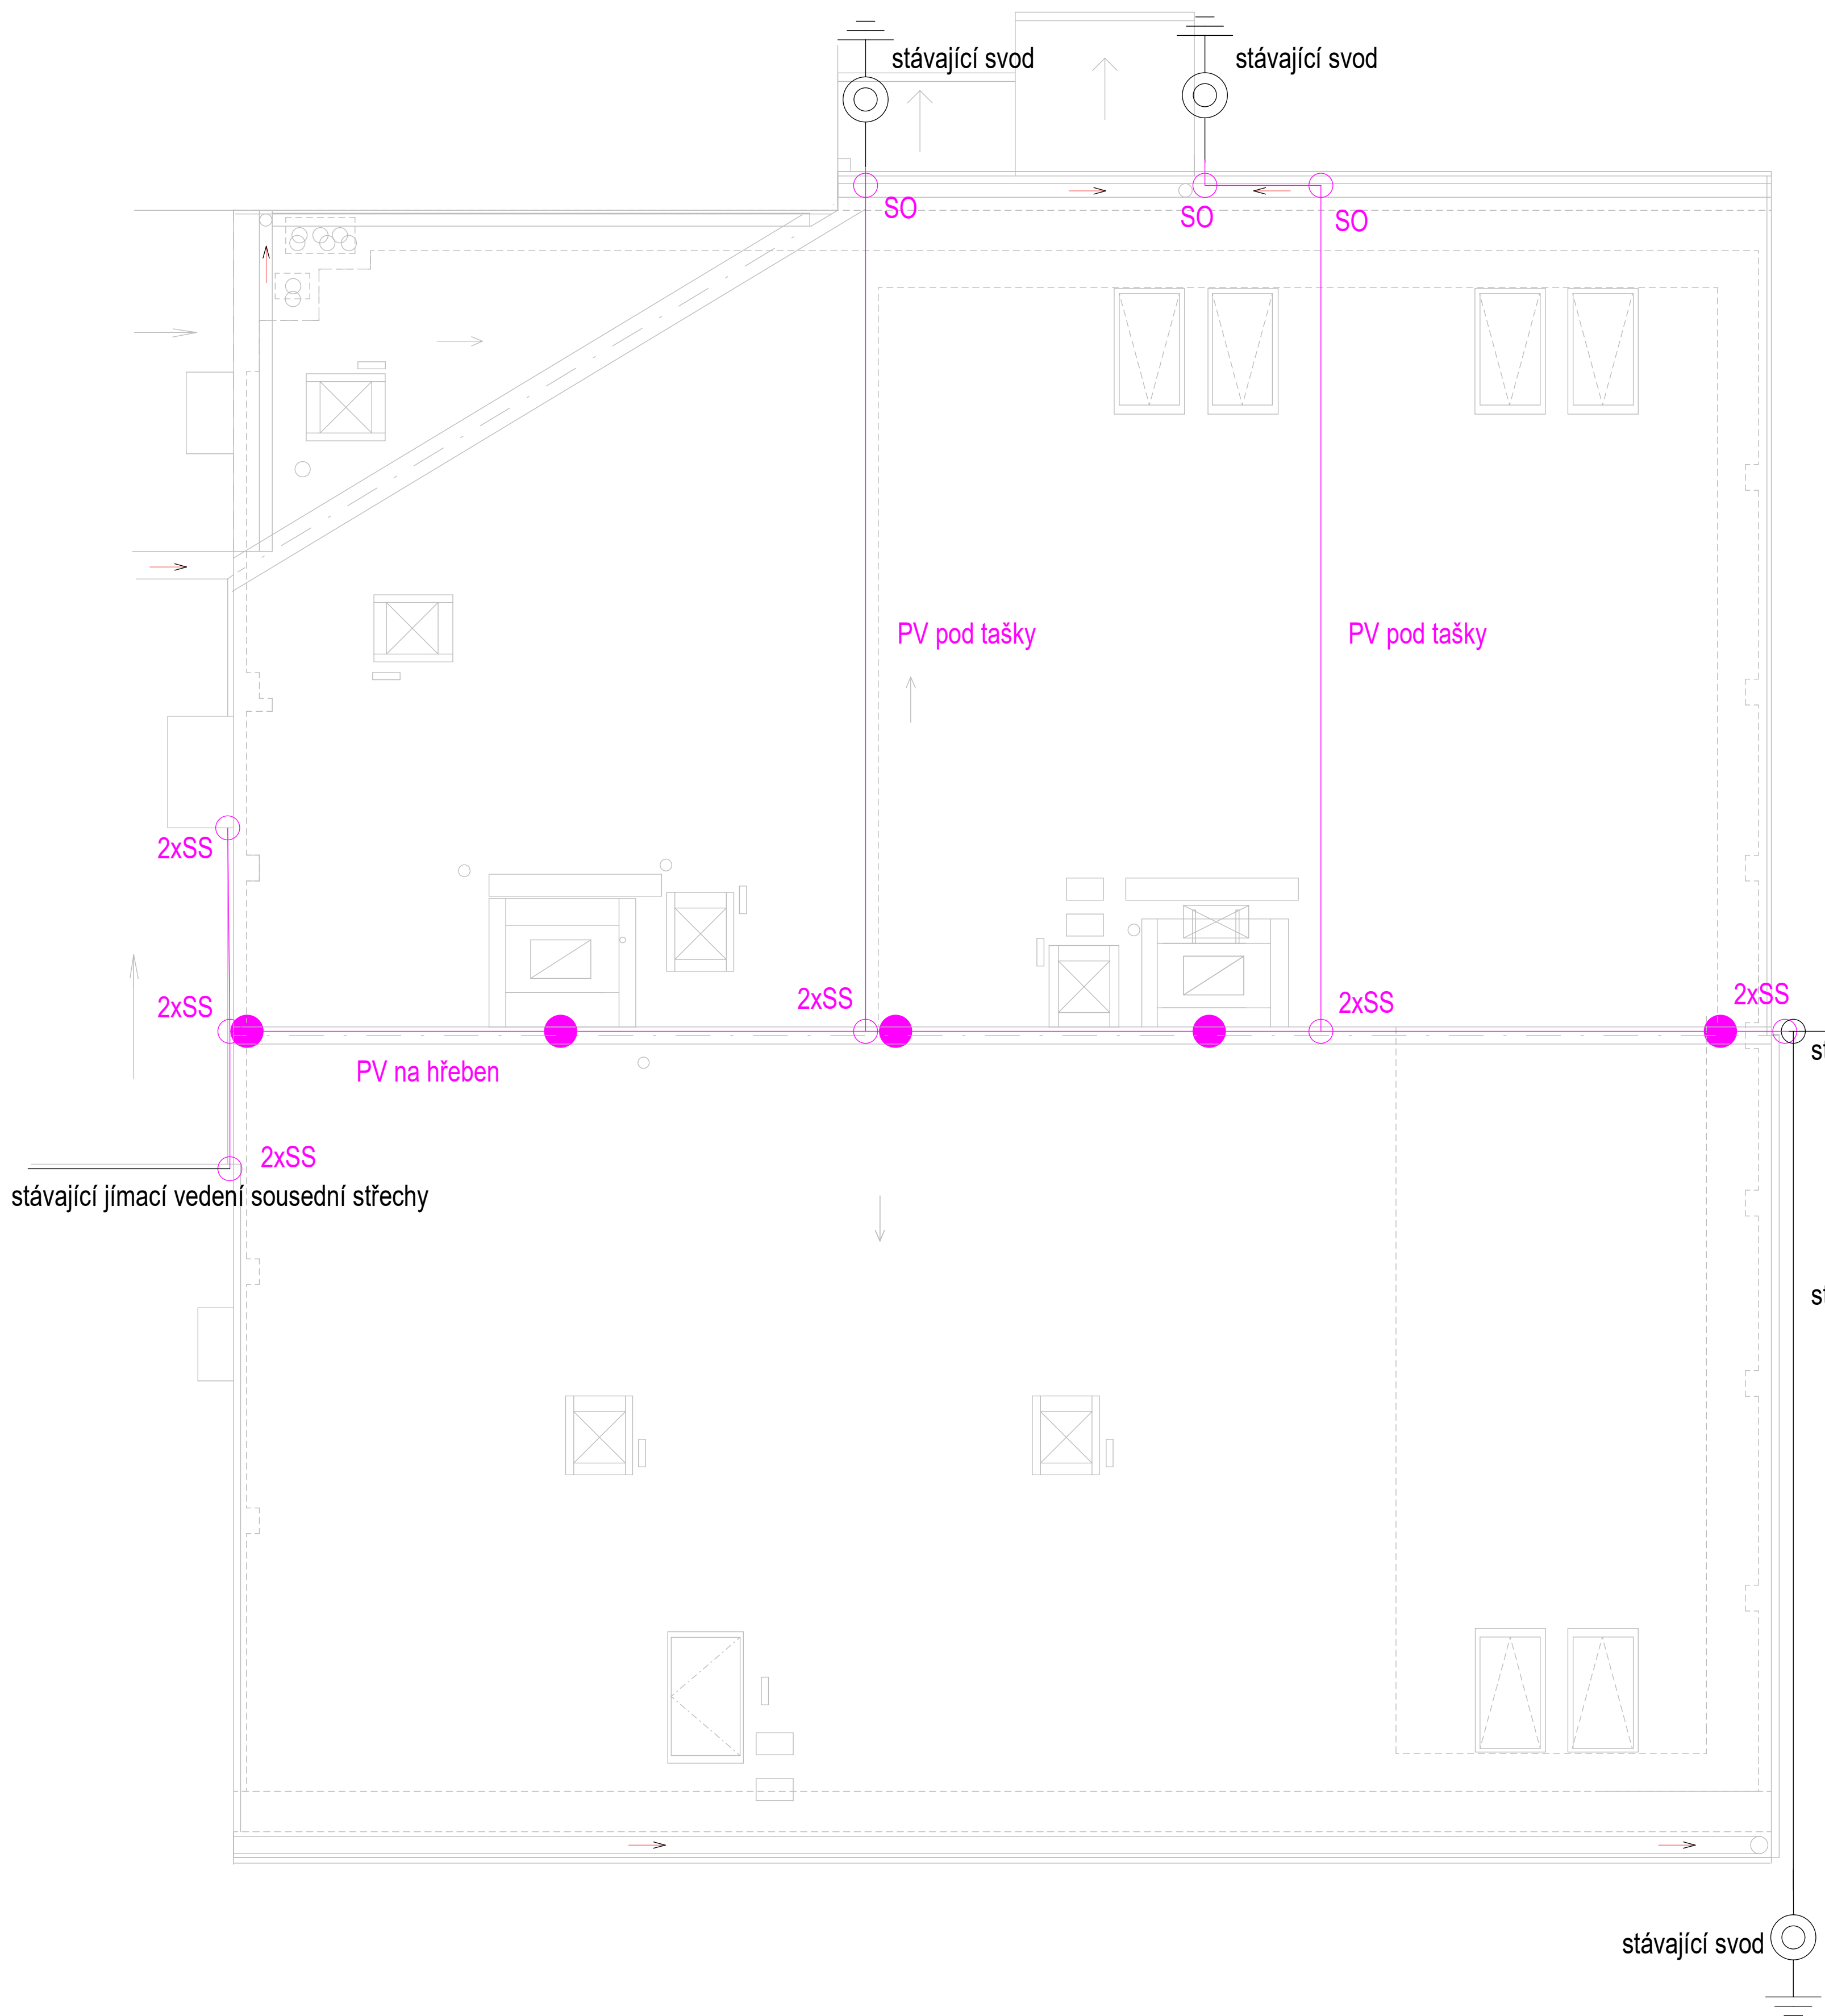 stávající svod
stávající svod
SO
SO
SO
PV pod tašky
PV pod tašky
2xSS
2xSS
2xSS
2xSS
2xSS
PV na hřeben
2xSS
stávající jímací vedení sousední střechy
stávající svod